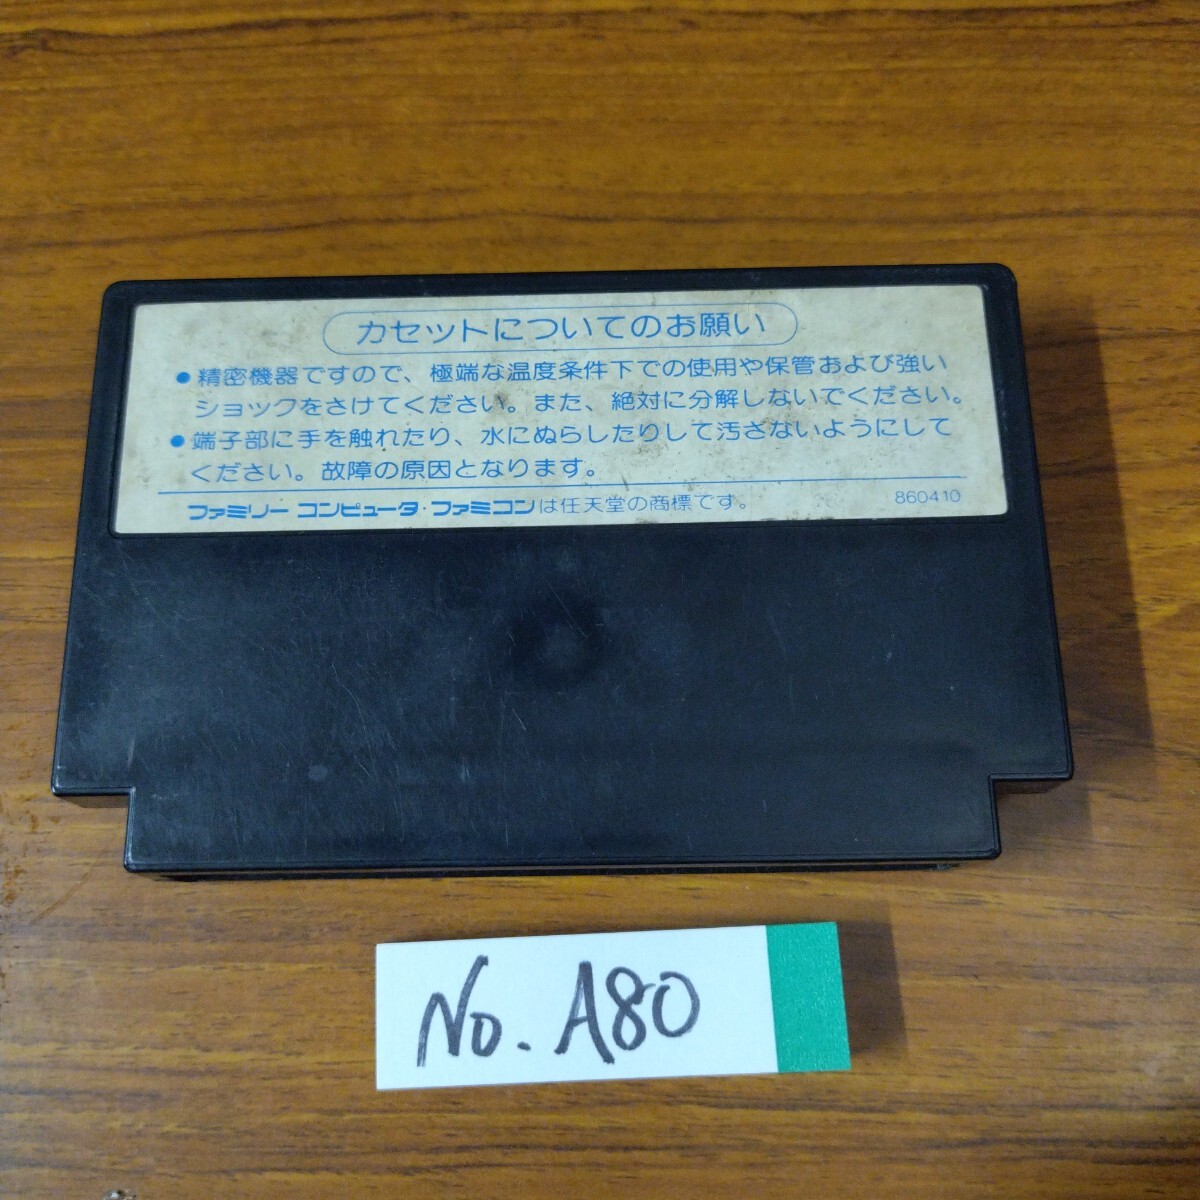 カセットについてのお願い
●精密機器ですので、極端な温度条件下での使用や保管および強い
ショックをさけてください。また、絶対に分解しないでください。
●端子部に手を触れたり、水にぬらしたりして汚さないようにして
ください。故障の原因となります。
ファミリー コンピュータ・ファミコンは任天堂の商標です。 860410
No. A80